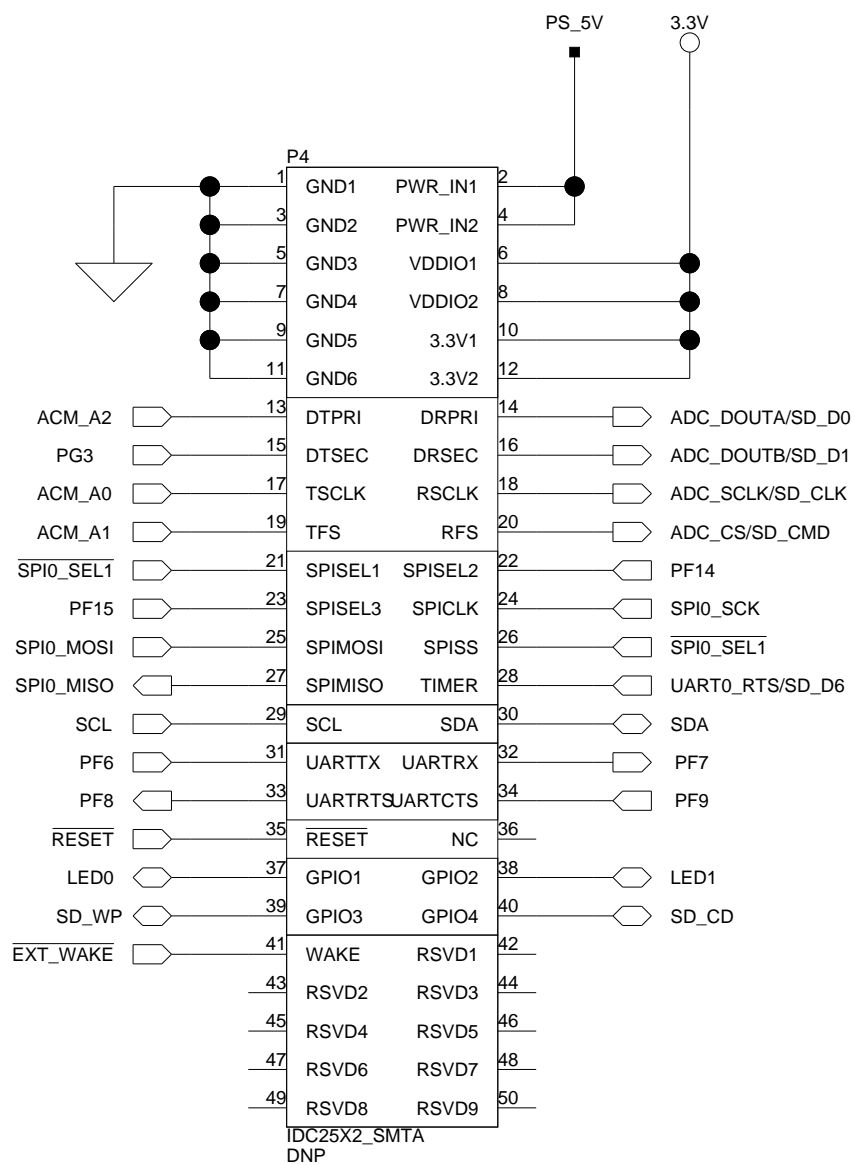 PS_5V 3.3V
P4
1 GND1 PWR_IN1 2
3 GND2 PWR_IN2 4
5 GND3 VDDIO1 6
7 GND4 VDDIO2 8
9 GND5 3.3V1 10
11 GND6 3.3V2 12
ACM_A2 13 DTPRI DRPRI 14 ADC_DOUTA/SD_D0
PG3 15 DTSEC DRSEC 16 ADC_DOUTB/SD_D1
ACM_A0 17 TSCLK RSCLK 18 ADC_SCLK/SD_CLK
ACM_A1 19 TFS RFS 20 ADC_CS/SD_CMD
SPI0_SEL1 21 SPISEL1 SPISEL2 22 PF14
PF15 23 SPISEL3 SPICLK 24 SPI0_SCK
SPI0_MOSI 25 SPIMOSI SPISS 26 SPI0_SEL1
SPI0_MISO 27 SPIMISO TIMER 28 UART0_RTS/SD_D6
SCL 29 SCL SDA 30 SDA
PF6 31 UARTTX UARTRX 32 PF7
PF8 33 UARTRTS UARTCTS 34 PF9
RESET 35 RESET NC 36
LED0 37 GPIO1 GPIO2 38 LED1
SD_WP 39 GPIO3 GPIO4 40 SD_CD
EXT_WAKE 41 WAKE RSVD1 42
43 RSVD2 RSVD3 44
45 RSVD4 RSVD5 46
47 RSVD6 RSVD7 48
49 RSVD8 RSVD9 50
IDC25X2_SMTA
DNP